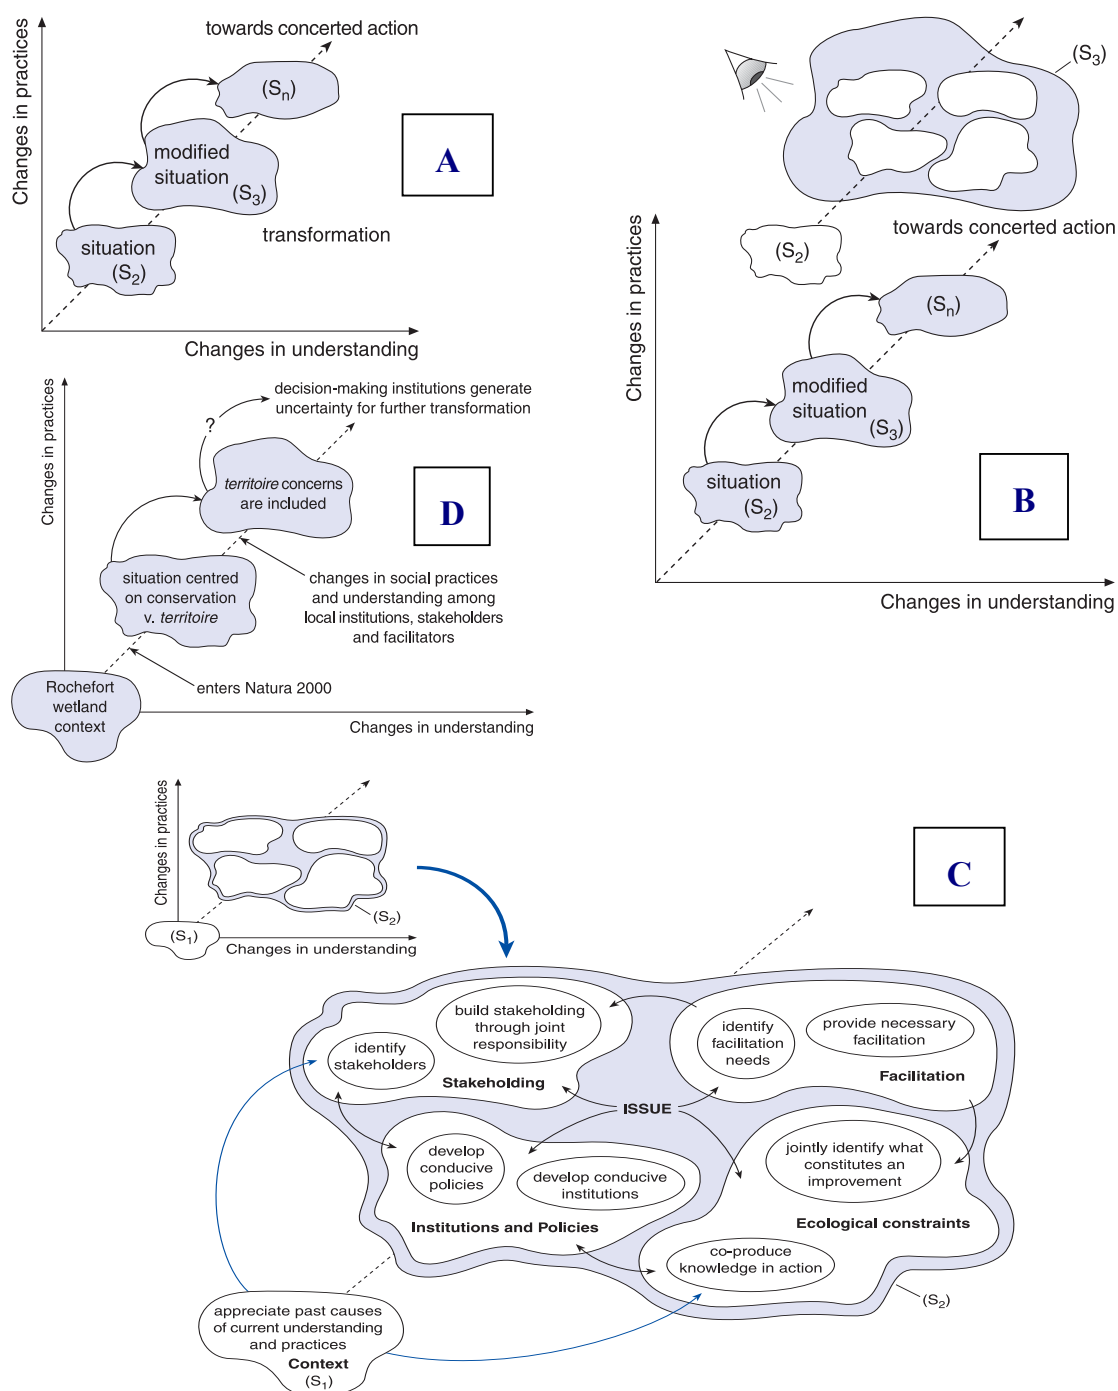 towards concerted action
Changes in practices
(Sn)
modified
situation
(S3)
situation
(S2)
transformation
Changes in understanding
A
(S3)
(S2)
towards concerted action
Changes in practices
(Sn)
modified
situation
(S3)
situation
(S2)
Changes in understanding
B
decision-making institutions generate
uncertainty for further transformation
?
Changes in practices
territoire concerns
are included
D
situation centred
on conservation
v. territoire
changes in social practices
and understanding among
local institutions, stakeholders
and facilitators
enters Natura 2000
Rochefort
wetland
context
Changes in understanding
Changes in practices
(S2)
(S1)
Changes in understanding
C
build stakeholding
through joint
responsibility
identify
stakeholders
Stakeholding
identify
facilitation
needs
provide necessary
facilitation
Facilitation
ISSUE
develop
conducive
policies
develop conducive
institutions
Institutions and Policies
jointly identify what
constitutes an
improvement
Ecological constraints
co-produce
knowledge in action
(S2)
appreciate past causes
of current understanding
and practices
Context
(S1)